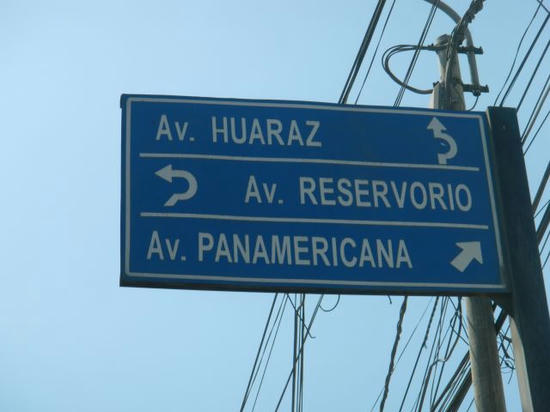 Av. HUARAZ
Av. RESERVORIO
Av. PANAMERICANA